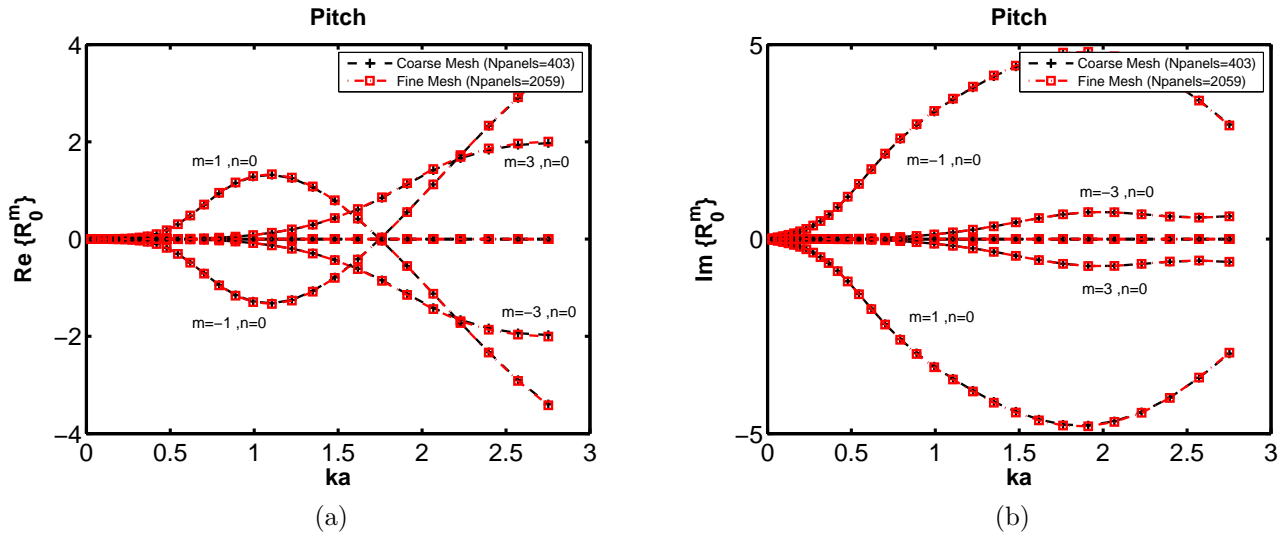 Pitch
Re {R₀ᵐ}
4
2
0
−2
−4
Coarse Mesh (Npanels=403)
Fine Mesh (Npanels=2059)
m=1 ,n=0
m=3 ,n=0
m=−1 ,n=0
m=−3 ,n=0
0 0.5 1 1.5 2 2.5 3
ka
(a)
Pitch
Im {R₀ᵐ}
5
0
−5
Coarse Mesh (Npanels=403)
Fine Mesh (Npanels=2059)
m=−1 ,n=0
m=−3 ,n=0
m=3 ,n=0
m=1 ,n=0
0 0.5 1 1.5 2 2.5 3
ka
(b)